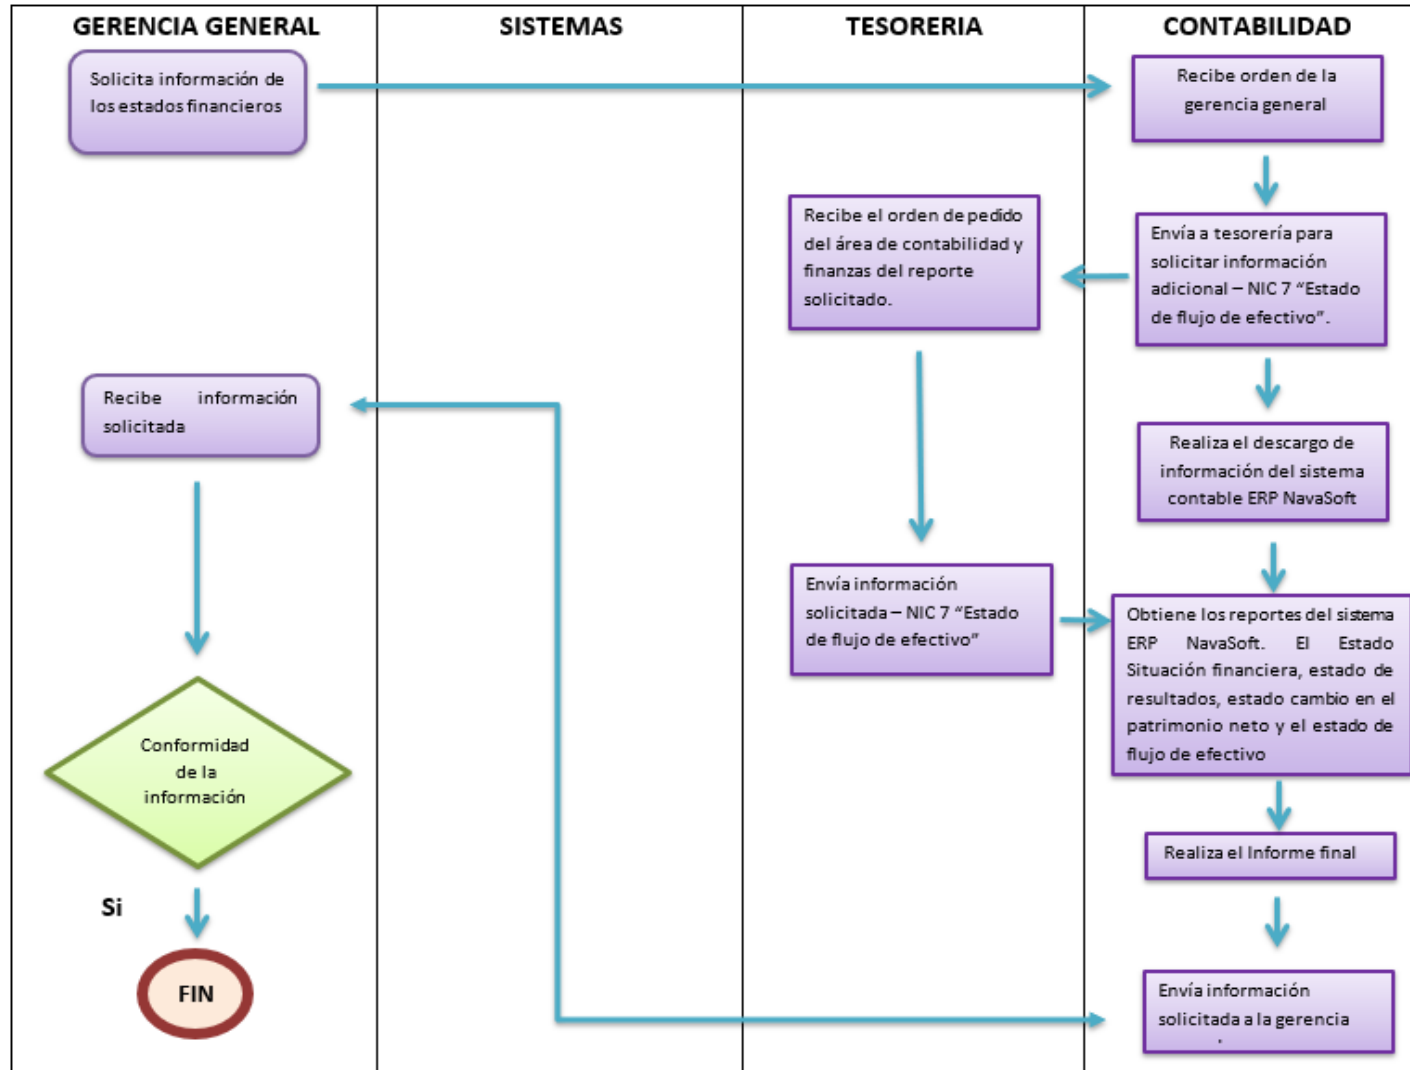 GERENCIA GENERAL
SISTEMAS
TESORERIA
CONTABILIDAD
Solicita información de
los estados financieros
Recibe orden de la
gerencia general
Recibe el orden de pedido
del área de contabilidad y
finanzas del reporte
solicitado.
Envía a tesorería para
solicitar información
adicional – NIC 7 “Estado
de flujo de efectivo”.
Recibe información
solicitada
Realiza el descargo de
información del sistema
contable ERP NavaSoft
Envía información
solicitada – NIC 7 “Estado
de flujo de efectivo”
Obtiene los reportes del sistema
ERP NavaSoft. El Estado
Situación financiera, estado de
resultados, estado cambio en el
patrimonio neto y el estado de
flujo de efectivo
Conformidad
de la
información
Realiza el Informe final
Si
FIN
Envía información
solicitada a la gerencia